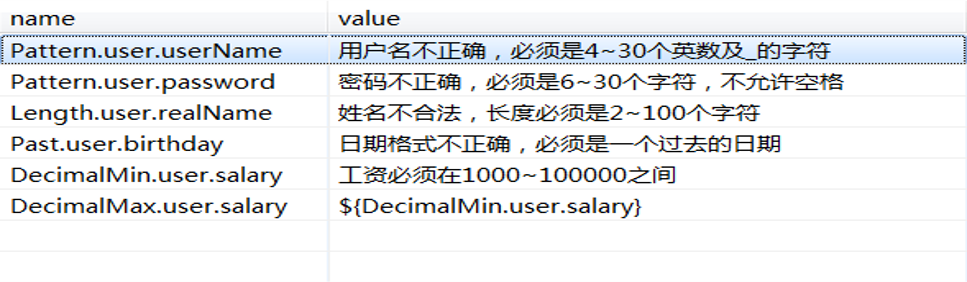 name value
Pattern.user.userName 用户名不正确，必须是4~30个英数及_的字符
Pattern.user.password 密码不正确，必须是6~30个字符，不允许空格
Length.user.realName 姓名不合法，长度必须是2~100个字符
Past.user.birthday 日期格式不正确，必须是一个过去的日期
DecimalMin.user.salary 工资必须在1000~100000之间
DecimalMax.user.salary ${DecimalMin.user.salary}